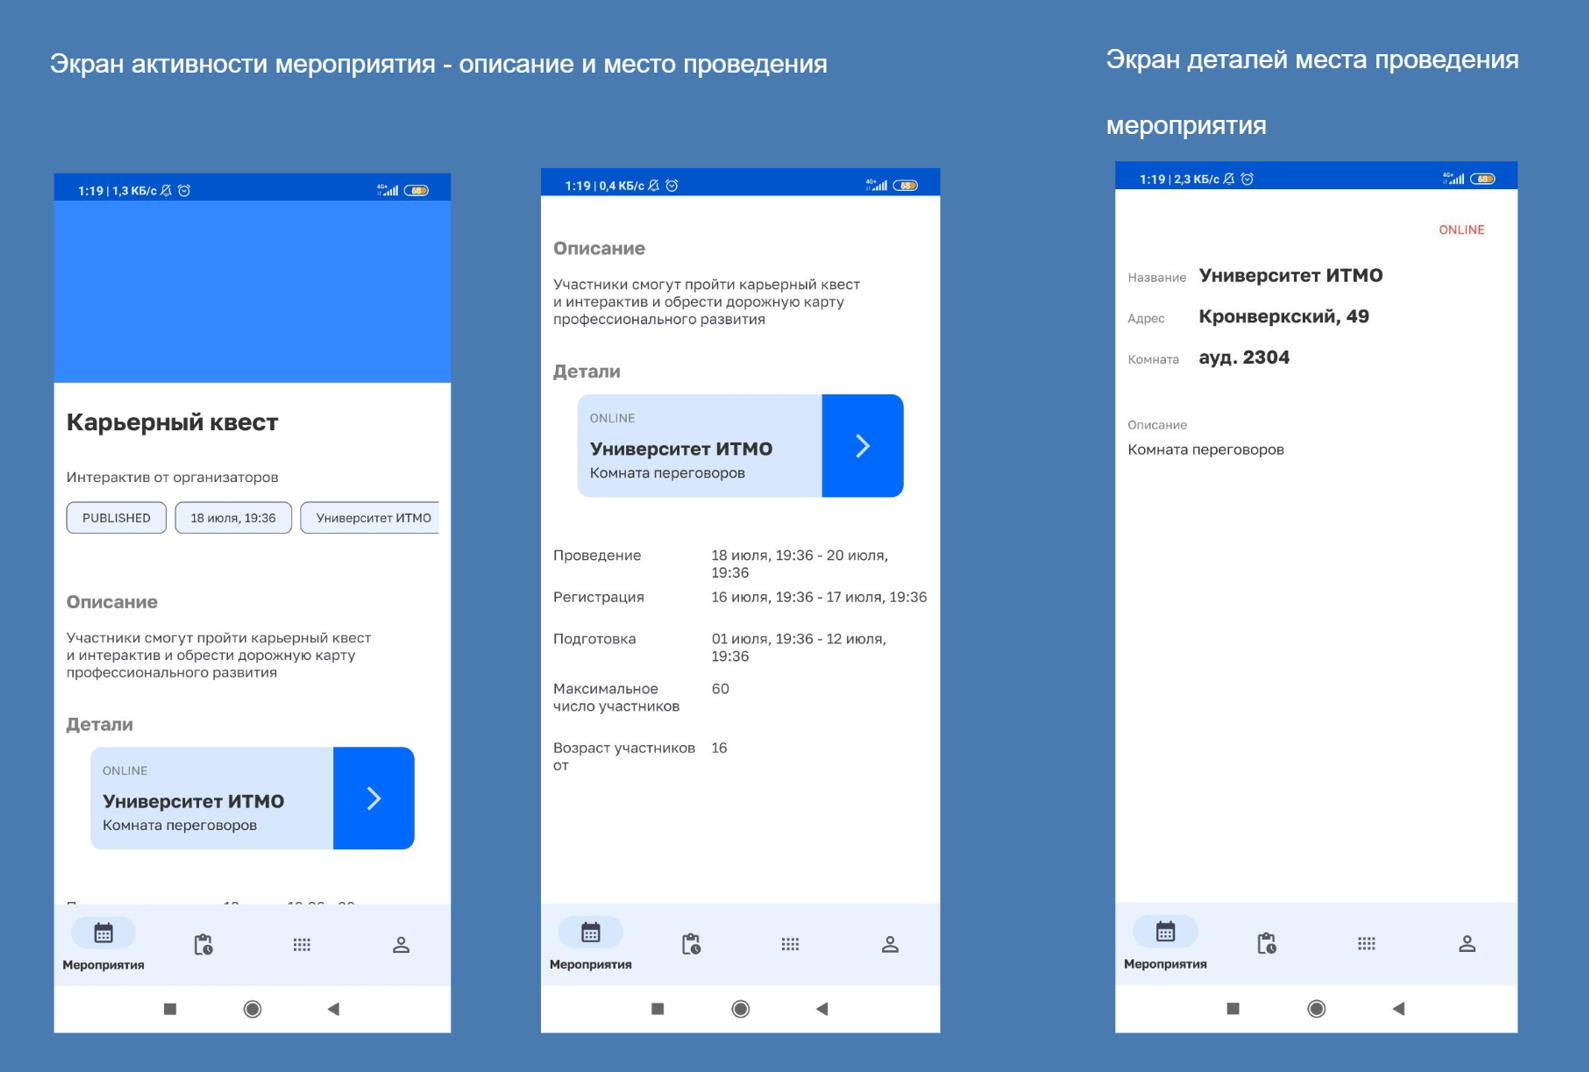 Экран активности мероприятия - описание и место проведения
Экран деталей места проведения
мероприятия
1:19 | 1,3 КБ/с
4G+
68
Карьерный квест
Интерактив от организаторов
PUBLISHED
18 июля, 19:36
Университет ИТМО
Описание
Участники смогут пройти карьерный квест
и интерактив и обрести дорожную карту
профессионального развития
Детали
ONLINE
Университет ИТМО
Комната переговоров
Мероприятия
1:19 | 0,4 КБ/с
4G+
68
Описание
Участники смогут пройти карьерный квест
и интерактив и обрести дорожную карту
профессионального развития
Детали
ONLINE
Университет ИТМО
Комната переговоров
Проведение
18 июля, 19:36 - 20 июля,
19:36
Регистрация
16 июля, 19:36 - 17 июля, 19:36
Подготовка
01 июля, 19:36 - 12 июля,
19:36
Максимальное
число участников
60
Возраст участников
от
16
Мероприятия
1:19 | 2,3 КБ/с
4G+
68
ONLINE
Название Университет ИТМО
Адрес Кронверкский, 49
Комната ауд. 2304
Описание
Комната переговоров
Мероприятия